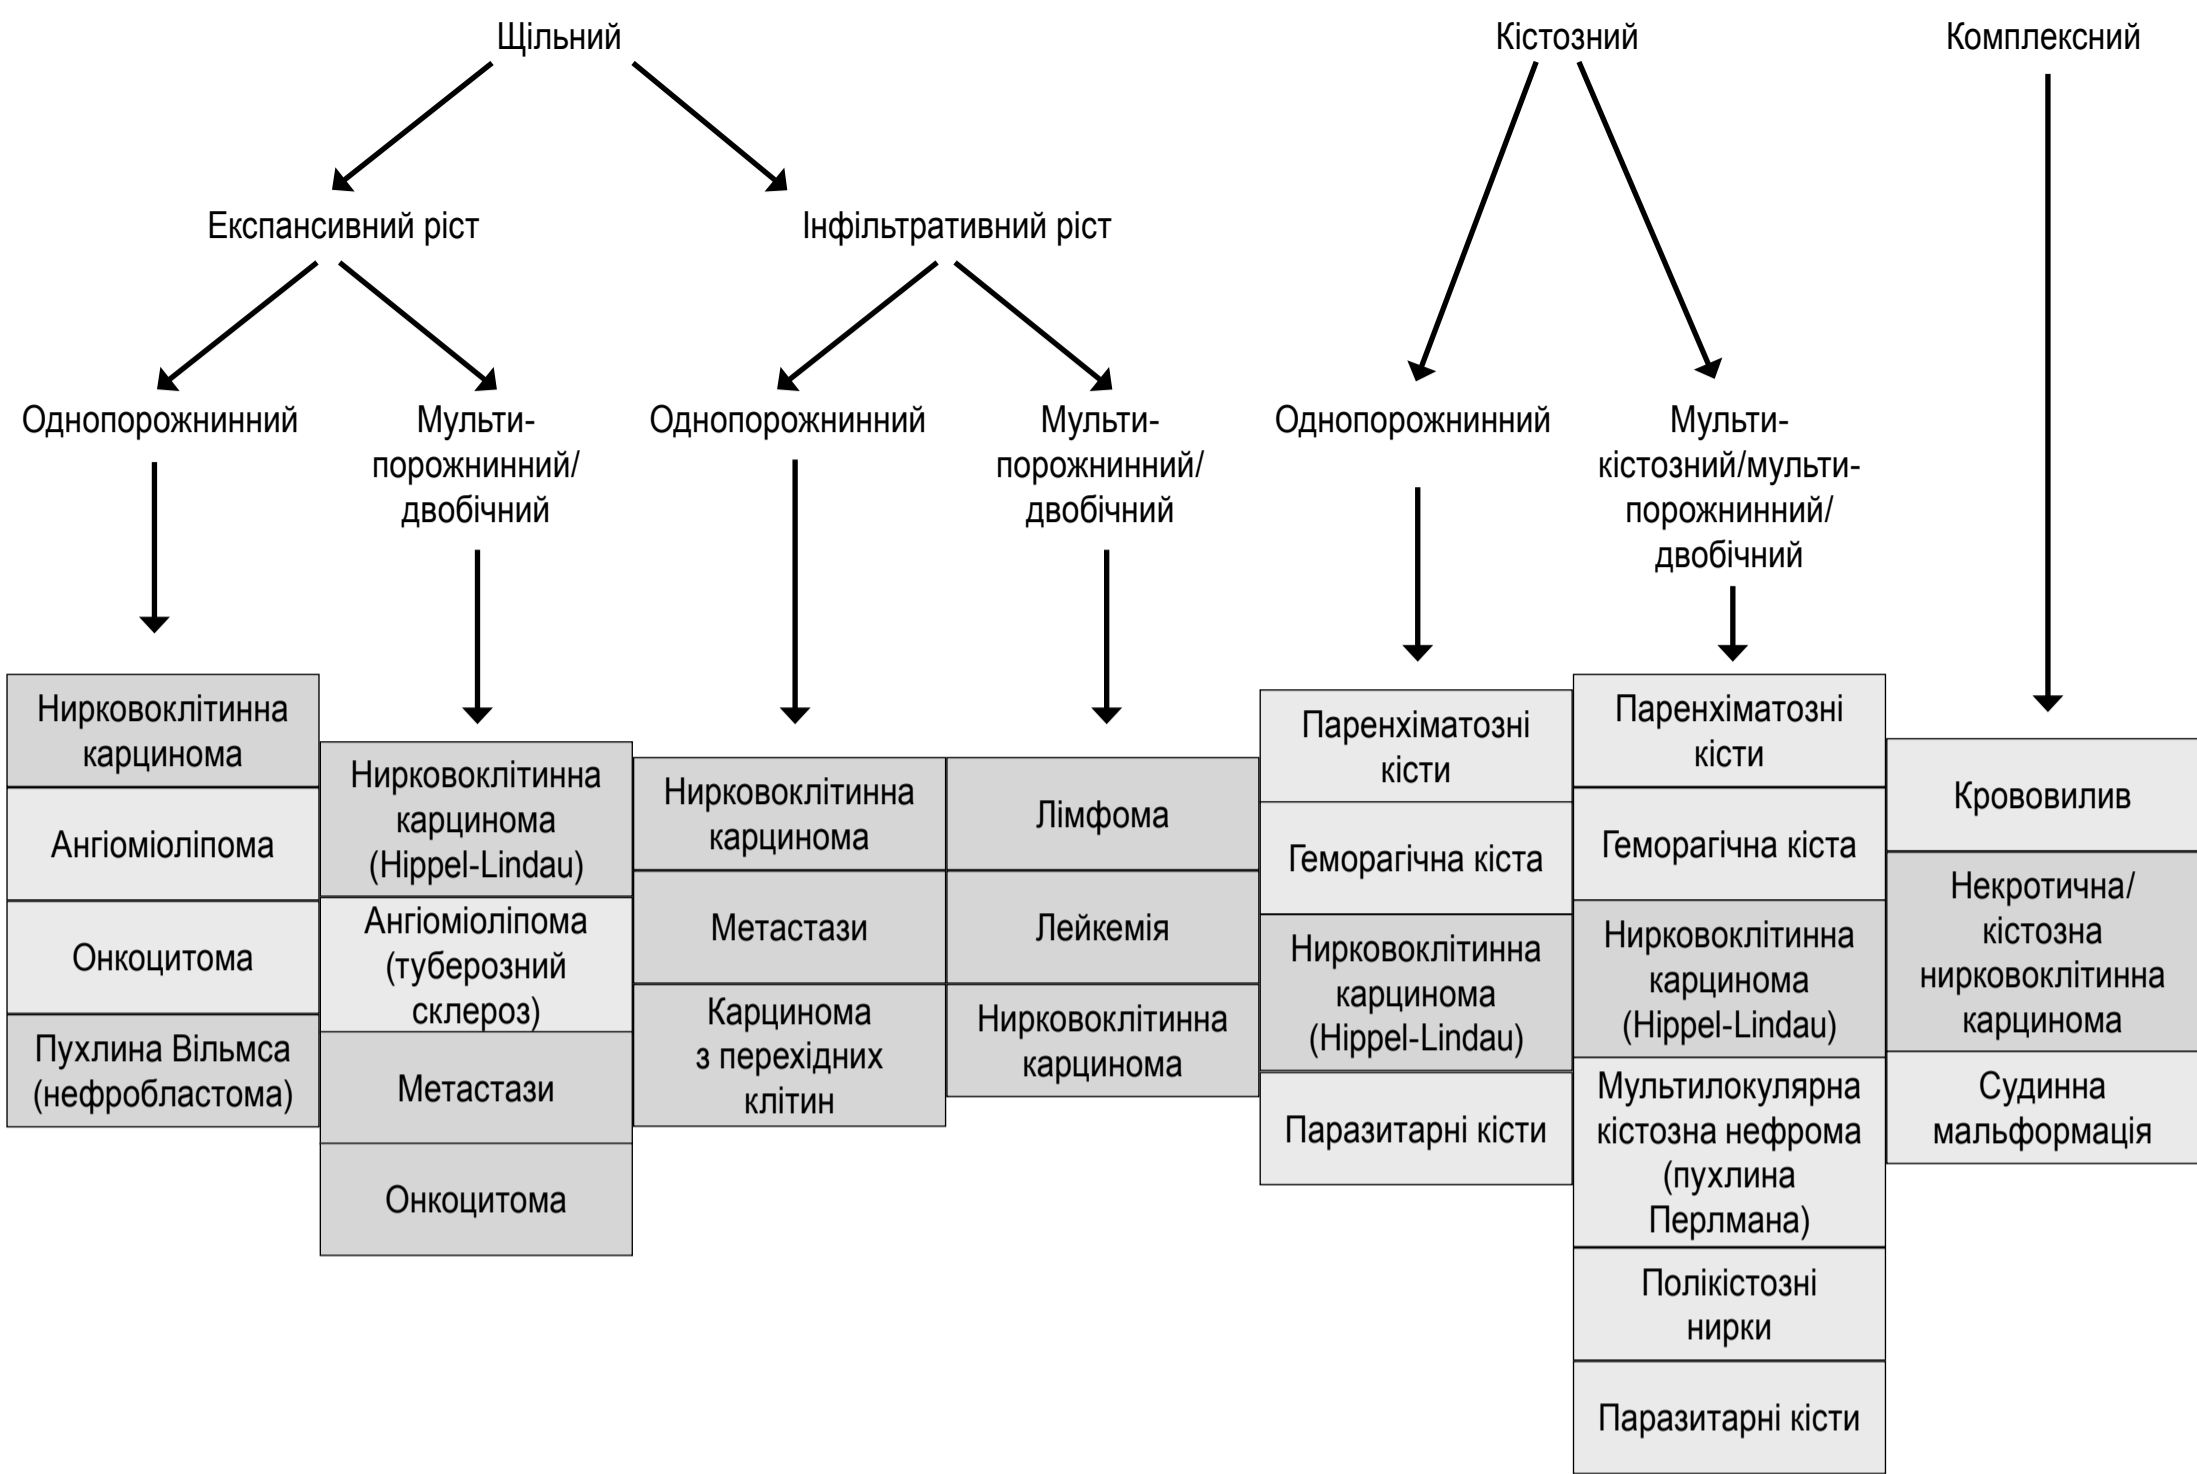 Щільний
Кістозний
Комплексний
Експансивний ріст
Інфільтративний ріст
Однопорожнинний
Мульти-
порожнинний/
двобічний
Однопорожнинний
Мульти-
порожнинний/
двобічний
Однопорожнинний
Мульти-
кістозний/мульти-
порожнинний/
двобічний
Нирковоклітинна
карцинома
Ангіоміоліпома
Онкоцитома
Пухлина Вільмса
(нефробластома)
Нирковоклітинна
карцинома
(Hippel-Lindau)
Ангіоміоліпома
(туберозний
склероз)
Метастази
Онкоцитома
Нирковоклітинна
карцинома
Метастази
Карцинома
з перехідних
клітин
Лімфома
Лейкемія
Нирковоклітинна
карцинома
Паренхіматозні
кісти
Геморагічна кіста
Нирковоклітинна
карцинома
(Hippel-Lindau)
Паразитарні кісти
Паренхіматозні
кісти
Геморагічна кіста
Нирковоклітинна
карцинома
(Hippel-Lindau)
Мультилокулярна
кістозна нефрома
(пухлина
Перлмана)
Полікістозні
нирки
Паразитарні кісти
Крововилив
Некротична/
кістозна
нирковоклітинна
карцинома
Судинна
мальформація